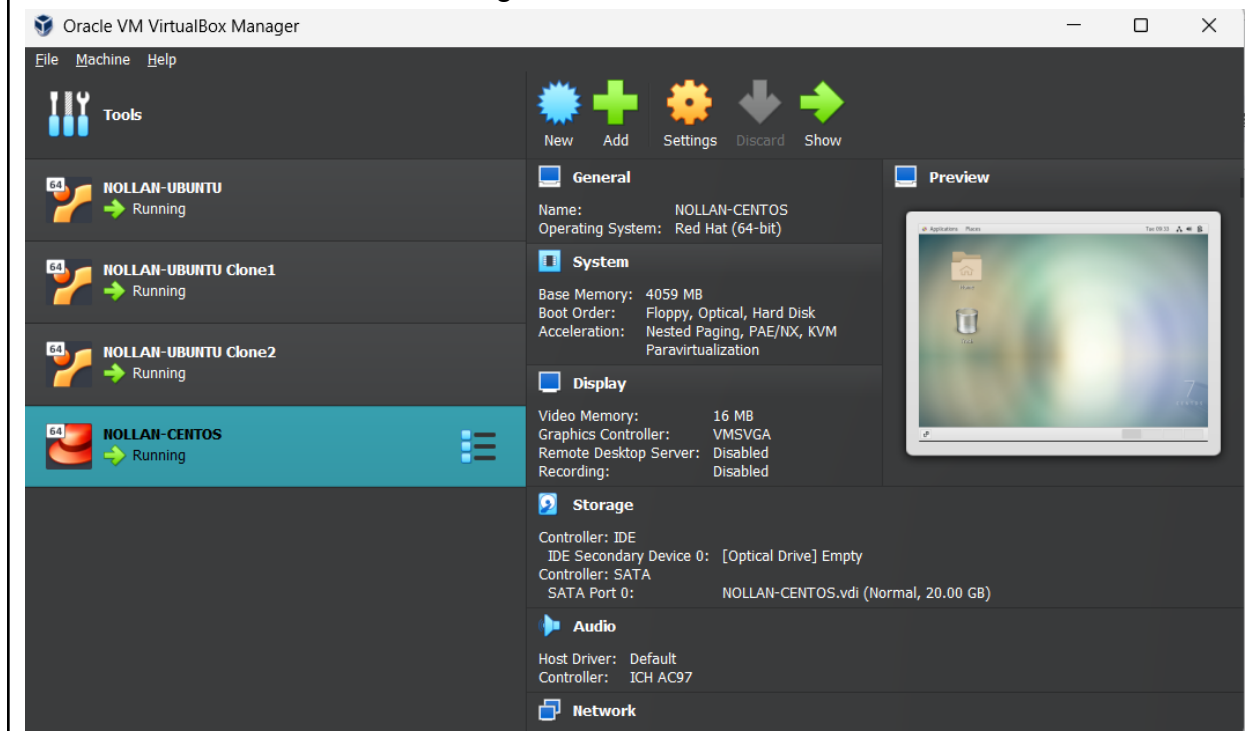 Oracle VM VirtualBox Manager
File Machine Help
Tools
New Add Settings Discard Show
64 NOLLAN-UBUNTU
Running
64 NOLLAN-UBUNTU Clone1
Running
64 NOLLAN-UBUNTU Clone2
Running
64 NOLLAN-CENTOS
Running
General
Name: NOLLAN-CENTOS
Operating System: Red Hat (64-bit)
System
Base Memory: 4059 MB
Boot Order: Floppy, Optical, Hard Disk
Acceleration: Nested Paging, PAE/NX, KVM
Paravirtualization
Display
Video Memory: 16 MB
Graphics Controller: VMSVGA
Remote Desktop Server: Disabled
Recording: Disabled
Preview
Applications Places
Home
Trash
7
Storage
Controller: IDE
IDE Secondary Device 0: [Optical Drive] Empty
Controller: SATA
SATA Port 0: NOLLAN-CENTOS.vdi (Normal, 20.00 GB)
Audio
Host Driver: Default
Controller: ICH AC97
Network